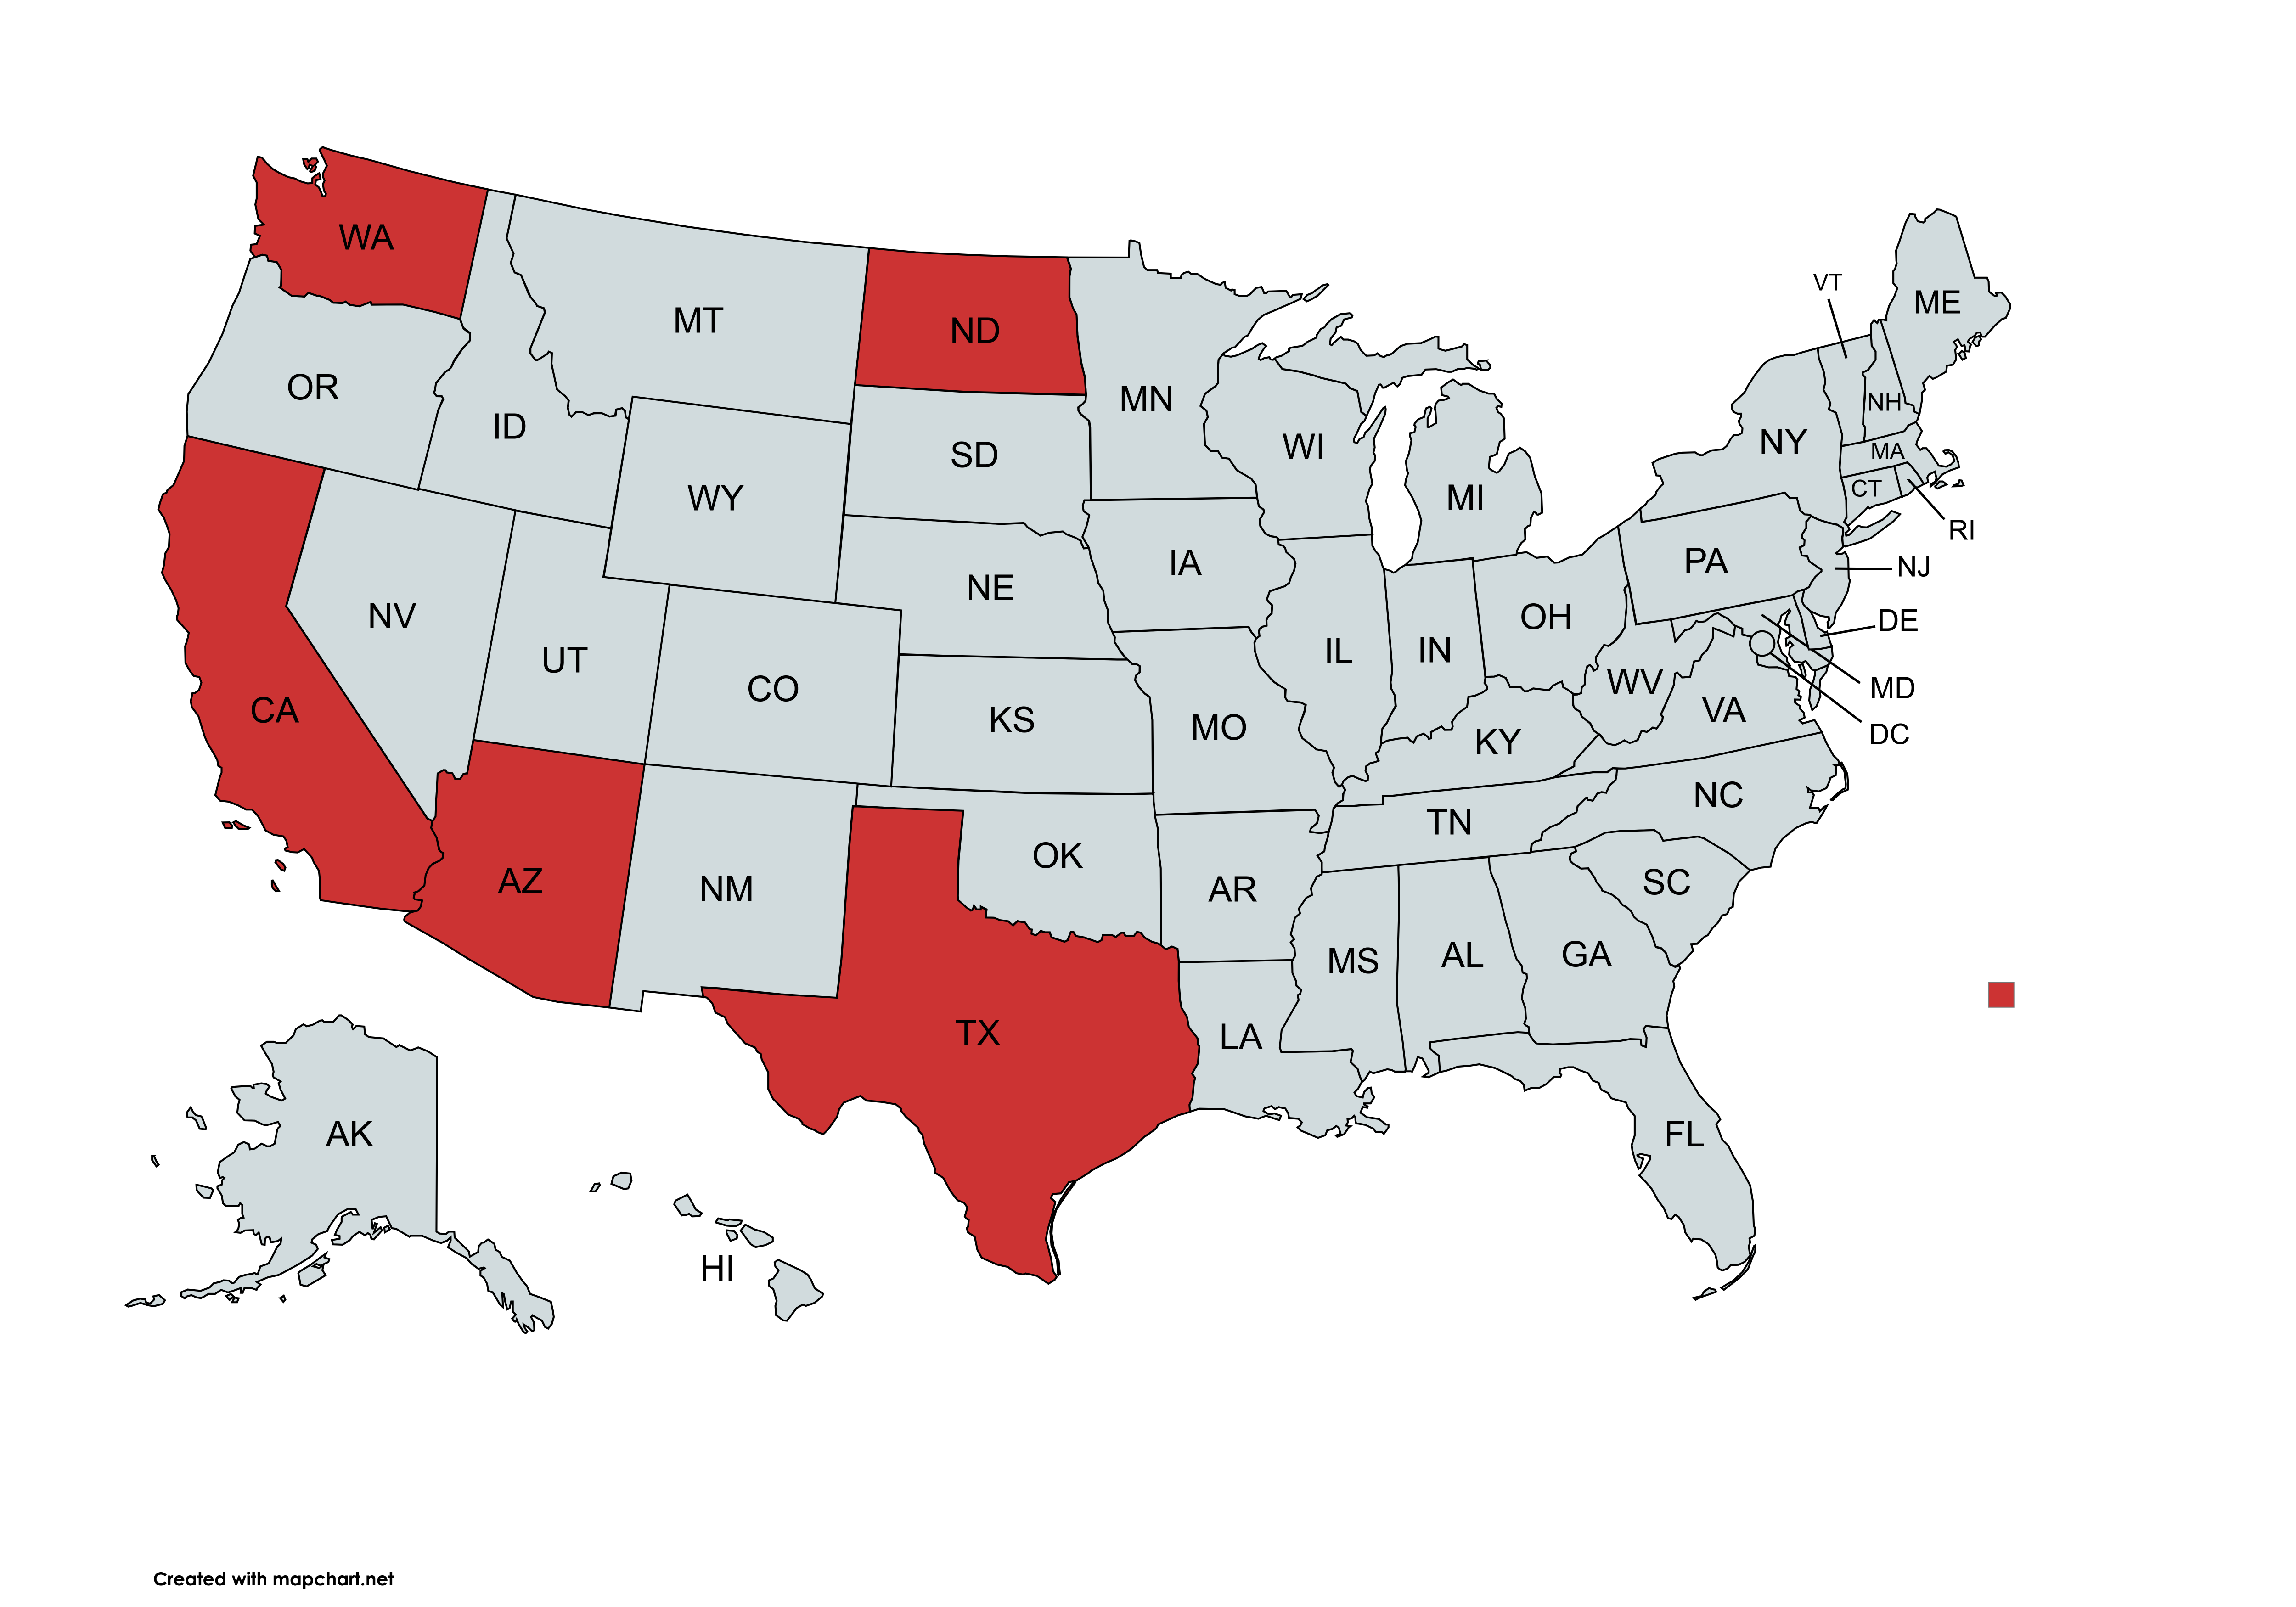 WA
MT
ND
VT
ME
OR
ID
MN
NH
SD
WI
NY
MA
WY
MI
CT
RI
IA
PA
NJ
NE
NV
OH
DE
UT
IL
IN
WV
MD
CO
CA
KS
MO
KY
VA
DC
NC
TN
OK
AZ
NM
AR
SC
MS
AL
GA
TX
LA
AK
FL
HI
Created with mapchart.net